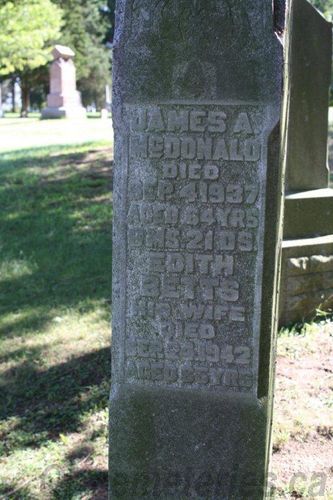 JAMES A.
MCDONALD
DIED
SEP. 4, 1937
AGED 64 YRS
MS. 21 DS
EDITH
BETTS
HIS WIFE
DIED
1942
AGED YRS